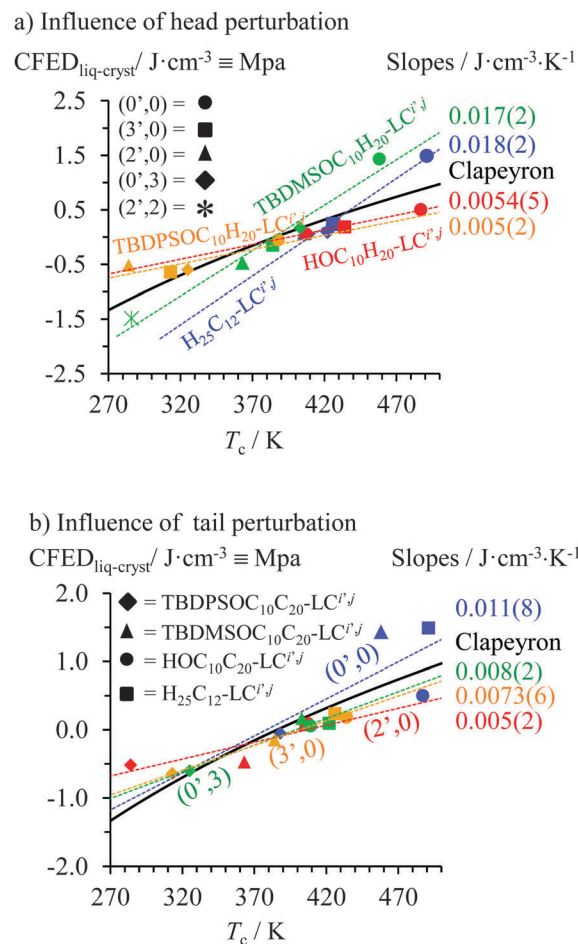 a) Influence of head perturbation
CFEDliq-cryst/ J·cm-3 ≡ Mpa
Slopes / J·cm-3·K-1
2.5
1.5
0.5
-0.5
-1.5
-2.5
(0',0) =
(3',0) =
(2',0) =
(0',3) =
(2',2) =
TBDMSOC10H20-LCi',j
TBDPSOC10H20-LCi',j
HOC10H20-LCi',j
H25C12-LCi',j
0.017(2)
0.018(2)
Clapeyron
0.0054(5)
0.005(2)
270 320 370 420 470
Tc / K
b) Influence of tail perturbation
CFEDliq-cryst/ J·cm-3 ≡ Mpa
Slopes / J·cm-3·K-1
2.0
1.0
0.0
-1.0
-2.0
= TBDPSOC10C20-LCi',j
= TBDMSOC10C20-LCi',j
= HOC10C20-LCi',j
= H25C12-LCi',j
(0',0)
(2',0)
(3',0)
(0',3)
0.011(8)
Clapeyron
0.008(2)
0.0073(6)
0.005(2)
270 320 370 420 470
Tc / K